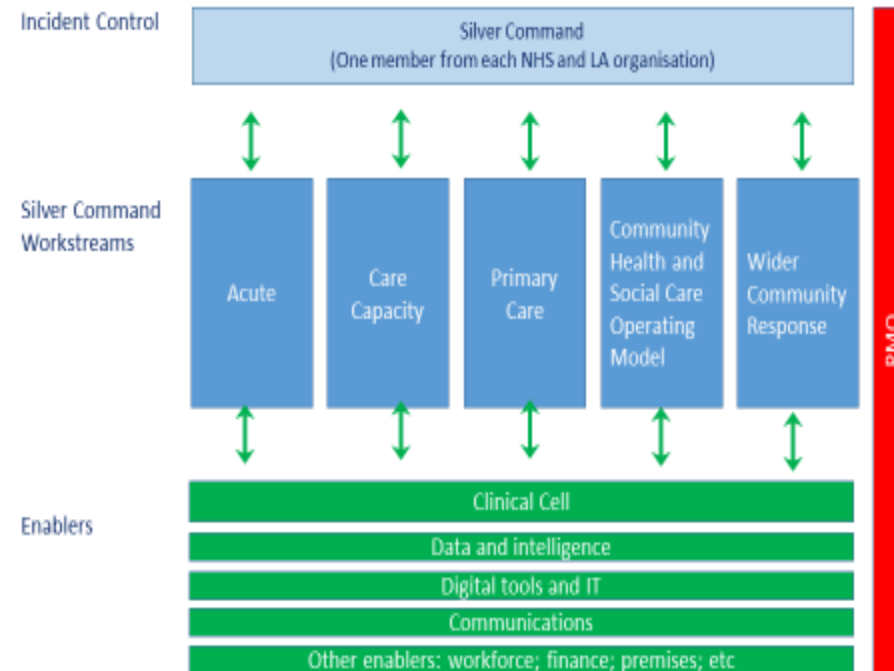 Incident Control
Silver Command
(One member from each NHS and LA organisation)
Silver Command
Workstreams
Acute
Care
Capacity
Primary
Care
Community
Health and
Social Care
Operating
Model
Wider
Community
Response
PMO
Enablers
Clinical Cell
Data and intelligence
Digital tools and IT
Communications
Other enablers: workforce; finance; premises; etc